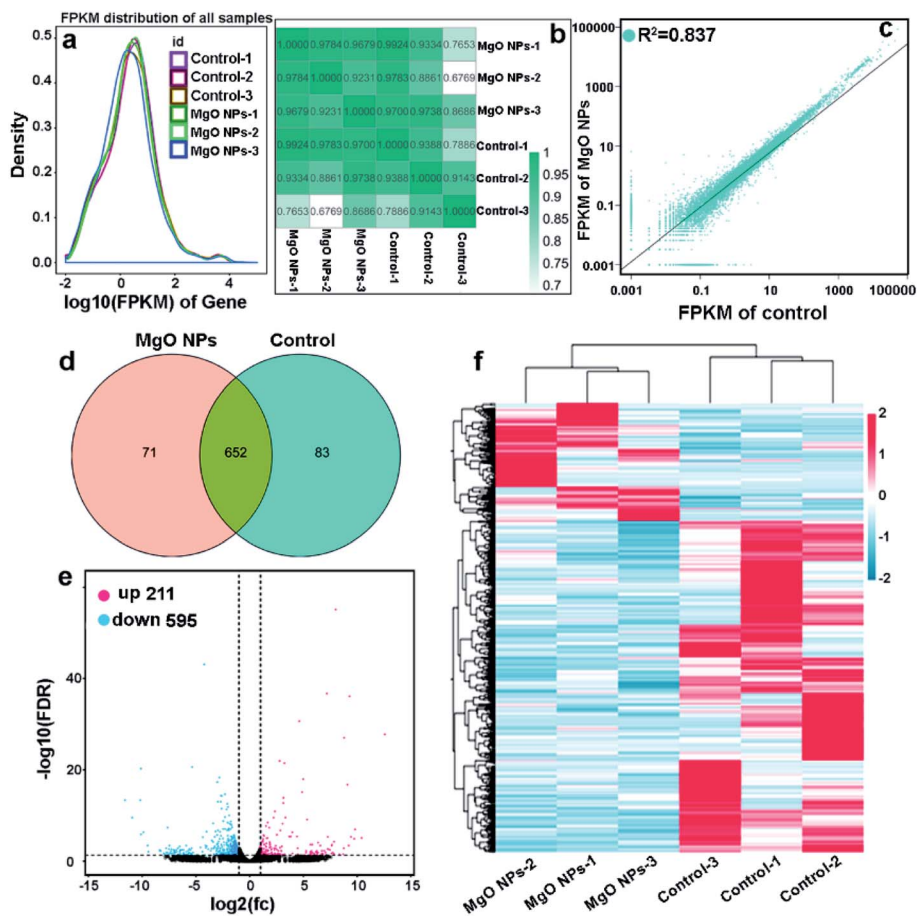 FPKM distribution of all samples
a
id
Control-1
Control-2
Control-3
MgO NPs-1
MgO NPs-2
MgO NPs-3
0.5
0.4
0.3
0.2
0.1
0.0
Density
-2 0 2 4
log10(FPKM) of Gene
b
1.0000 0.9784 0.9679 0.9924 0.9334 0.7653 MgO NPs-1
0.9784 1.0000 0.9231 0.9783 0.8861 0.6769 MgO NPs-2
0.9679 0.9231 1.0000 0.9700 0.9738 0.8686 MgO NPs-3
0.9924 0.9783 0.9700 1.0000 0.9388 0.7886 Control-1
0.9334 0.8861 0.9738 0.9388 1.0000 0.9143 Control-2
0.7653 0.6769 0.8686 0.7886 0.9143 1.0000 Control-3
MgO NPs-1
MgO NPs-2
MgO NPs-3
Control-1
Control-2
Control-3
1
0.95
0.9
0.85
0.8
0.75
0.7
c
R²=0.837
100000
1000
10
0.1
0.001
FPKM of MgO NPs
0.001 0.1 10 1000 100000
FPKM of control
d
MgO NPs Control
71 652 83
e
up 211
down 595
40
20
0
-log10(FDR)
-15 -10 -5 0 5 10 15
log2(fc)
f
2
1
0
-1
-2
MgO NPs-2
MgO NPs-1
MgO NPs-3
Control-3
Control-1
Control-2